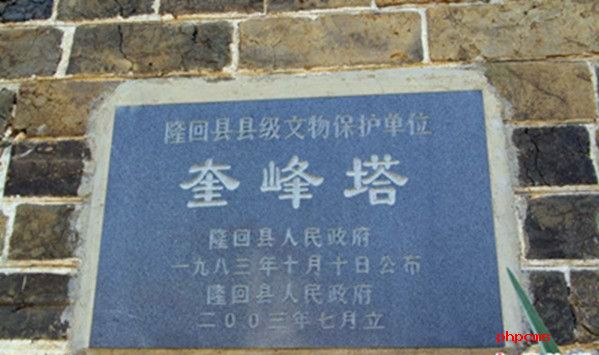 隆回县县级文物保护单位
奎峰塔
隆回县人民政府
一九八三年十月十日公布
隆回县人民政府
二〇〇三年七月立
phpcms